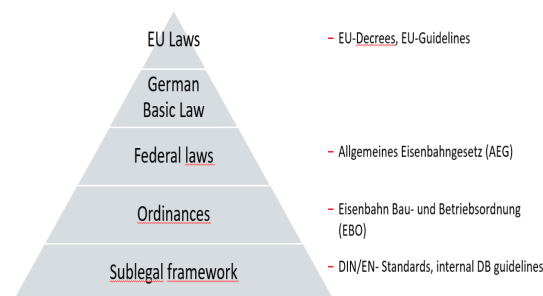 EU Laws
– EU-Decrees, EU-Guidelines
German
Basic Law
Federal laws
– Allgemeines Eisenbahngesetz (AEG)
Ordinances
– Eisenbahn Bau- und Betriebsordnung
(EBO)
Sublegal framework
– DIN/EN- Standards, internal DB guidelines